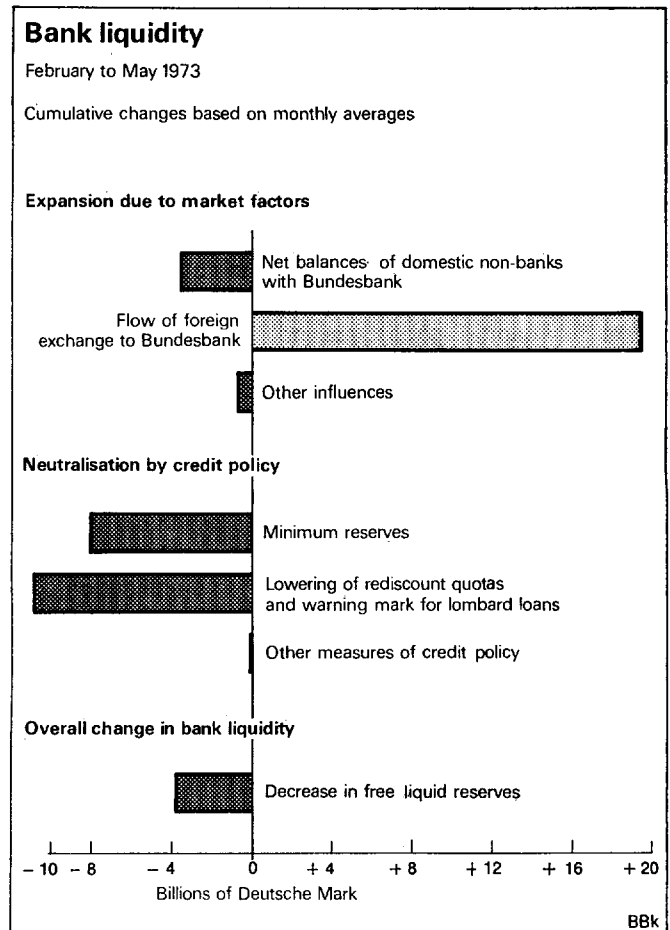 Bank liquidity
February to May 1973
Cumulative changes based on monthly averages
Expansion due to market factors
Net balances of domestic non-banks
with Bundesbank
Flow of foreign
exchange to Bundesbank
Other influences
Neutralisation by credit policy
Minimum reserves
Lowering of rediscount quotas
and warning mark for lombard loans
Other measures of credit policy
Overall change in bank liquidity
Decrease in free liquid reserves
– 10 – 8 – 4 0 + 4 + 8 + 12 + 16 + 20
Billions of Deutsche Mark
BBk